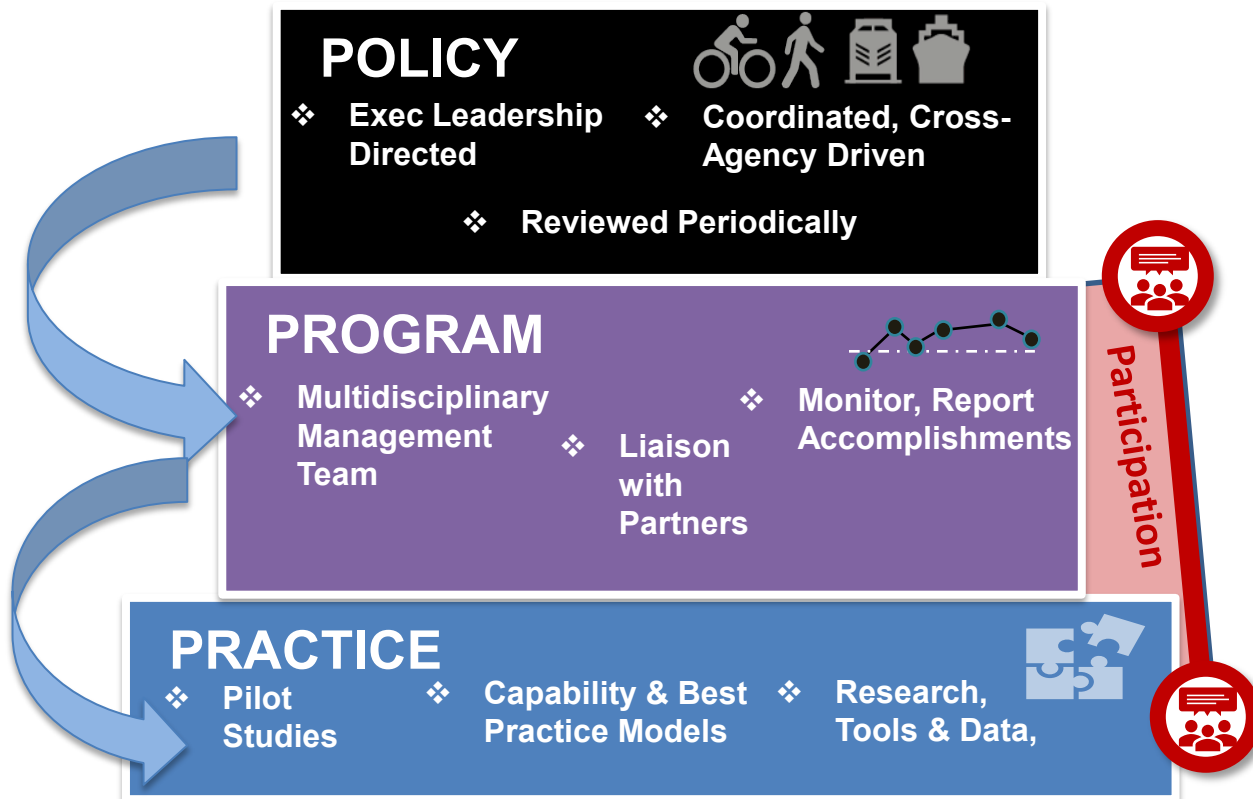 POLICY
❖ Exec Leadership
Directed
❖ Coordinated, Cross-
Agency Driven
❖ Reviewed Periodically
PROGRAM
❖ Multidisciplinary
Management
Team
❖ Liaison
with
Partners
❖ Monitor, Report
Accomplishments
Participation
PRACTICE
❖ Pilot
Studies
❖ Capability & Best
Practice Models
❖ Research,
Tools & Data,